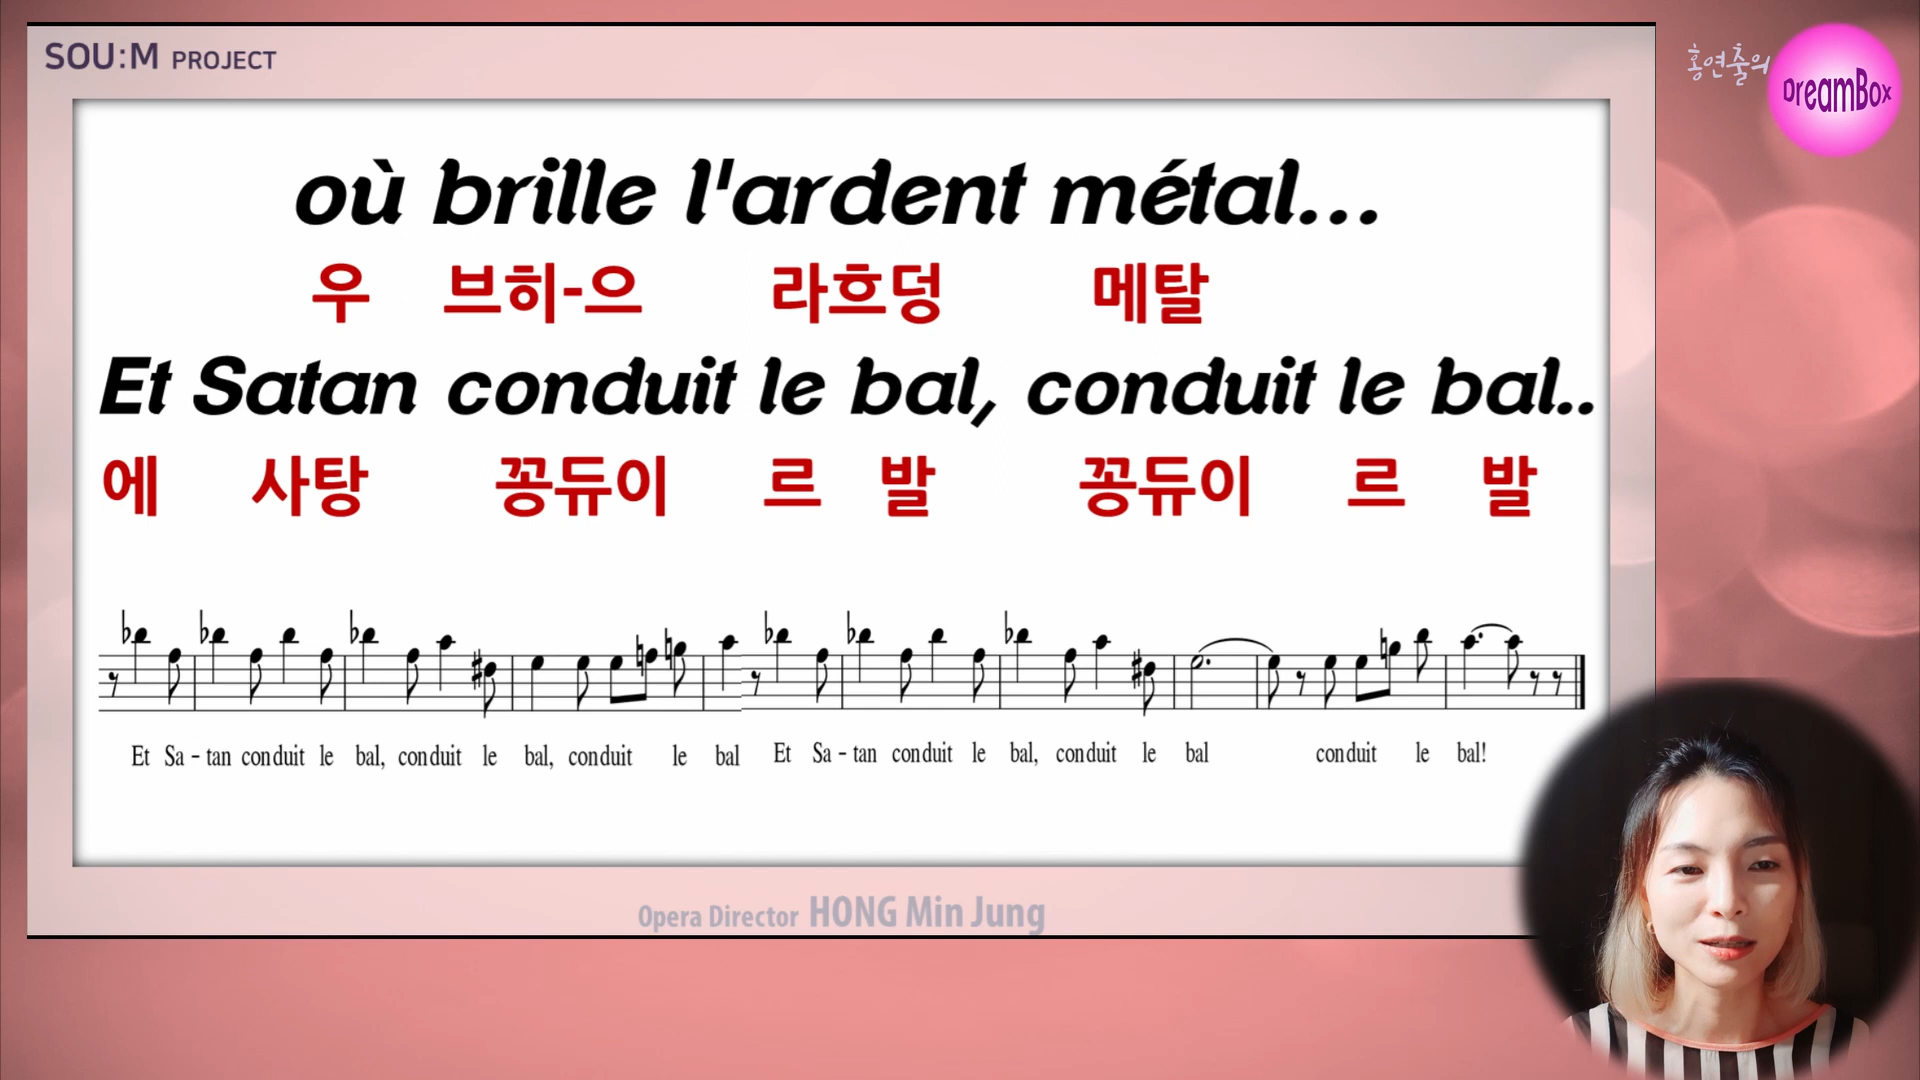 SOU:M PROJECT
홍연출의
DreamBox
où brille l'ardent métal...
우 브히-으 라흐덩 메탈
Et Satan conduit le bal, conduit le bal..
에 사탕 꽁듀이 르 발 꽁듀이 르 발
Et Sa - tan conduit le bal, conduit le bal, conduit le bal Et Sa - tan conduit le bal, conduit le bal conduit le bal!
Opera Director HONG Min Jung